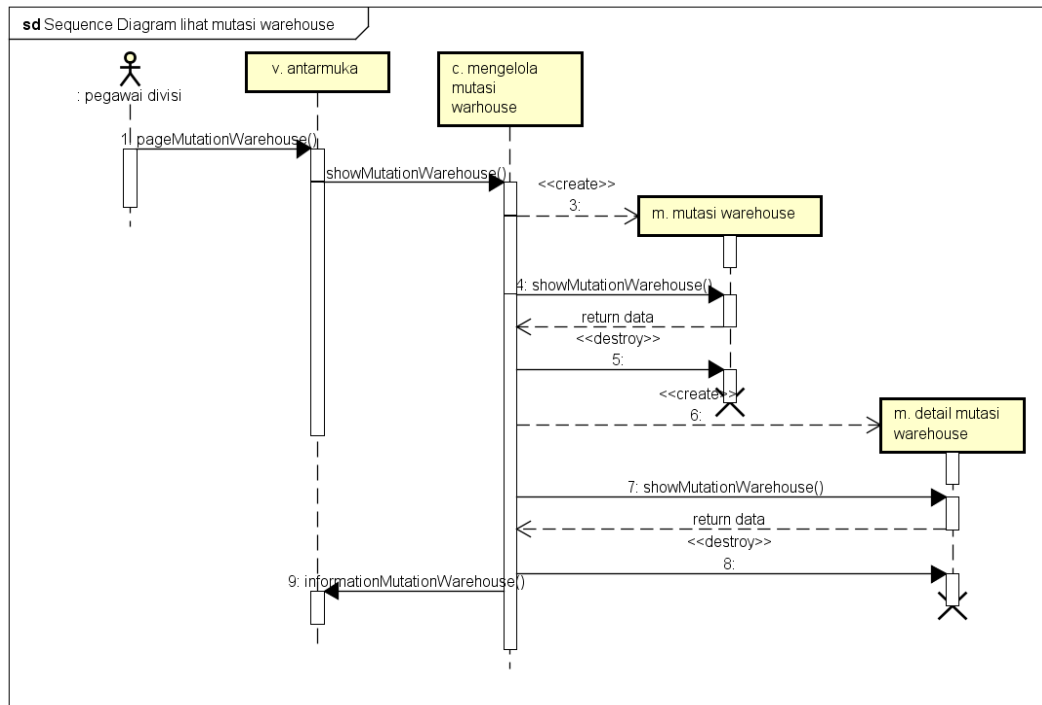 sd Sequence Diagram lihat mutasi warehouse
: pegawai divisi
v. antarmuka
c. mengelola
mutasi
warhouse
1: pageMutationWarehouse()
showMutationWarehouse()
<<create>>
3:
m. mutasi warehouse
4: showMutationWarehouse()
return data
<<destroy>>
5:
<<create>>
6:
m. detail mutasi
warehouse
7: showMutationWarehouse()
return data
<<destroy>>
8:
9: informationMutationWarehouse()